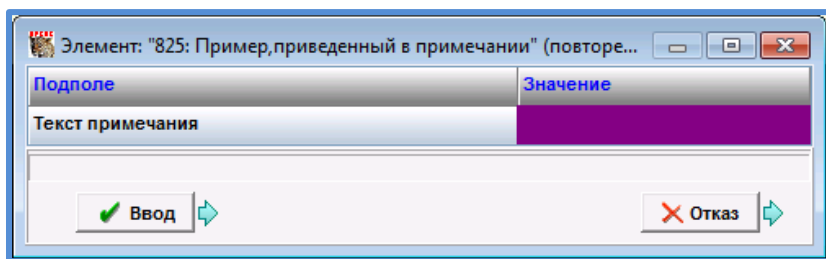 Элемент: "825: Пример,приведенный в примечании" (повторе...
Подполе Значение
Текст примечания
Ввод Отказ